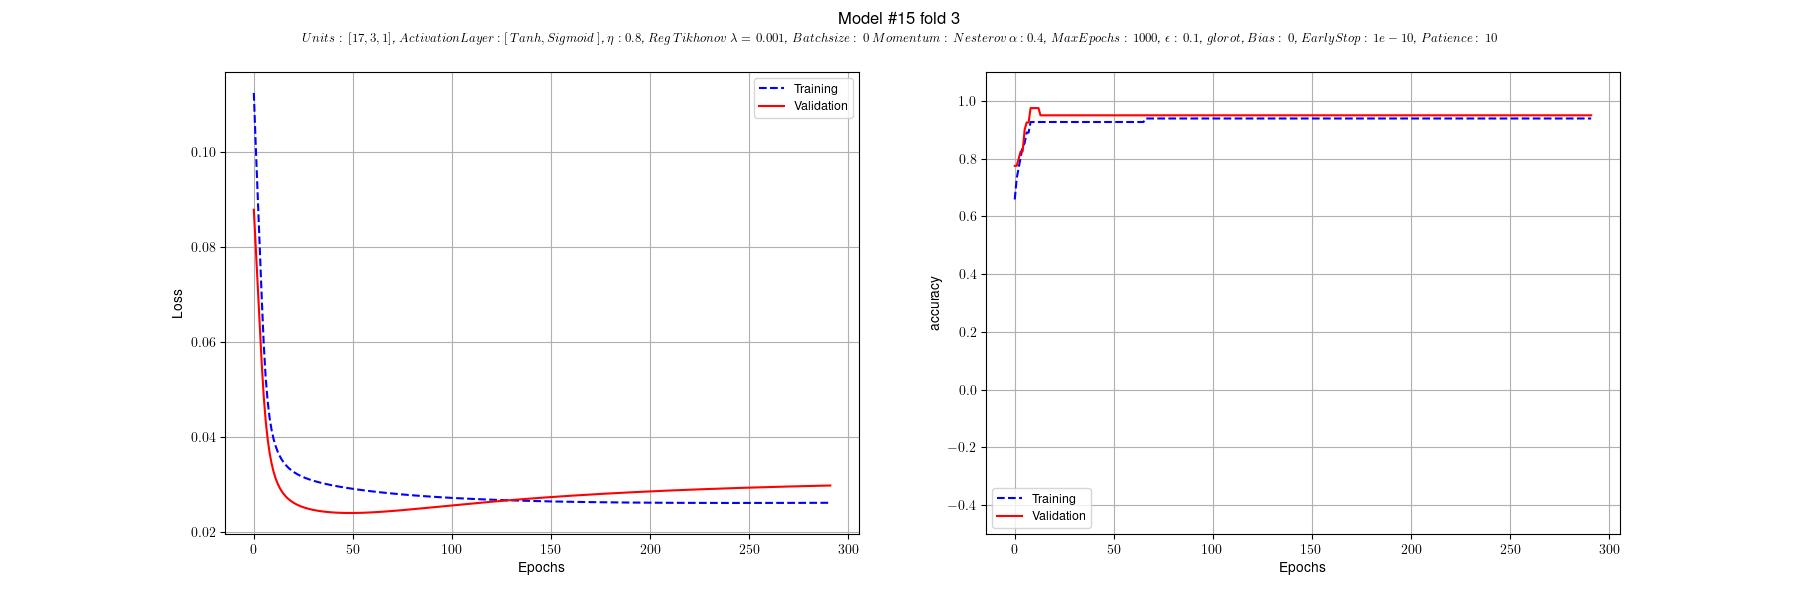 Model #15 fold 3
Units : [17, 3, 1], ActivationLayer : [ Tanh, Sigmoid ], η : 0.8, Reg Tikhonov λ = 0.001, Batchsize : 0 Momentum : Nesterov α : 0.4, MaxEpochs : 1000, ϵ : 0.1, glorot, Bias : 0, EarlyStop : 1e − 10, Patience : 10
Training
Validation
0.10
0.08
0.06
0.04
0.02
Loss
0 50 100 150 200 250 300
Epochs
1.0
0.8
0.6
0.4
0.2
0.0
−0.2
−0.4
accuracy
Training
Validation
0 50 100 150 200 250 300
Epochs